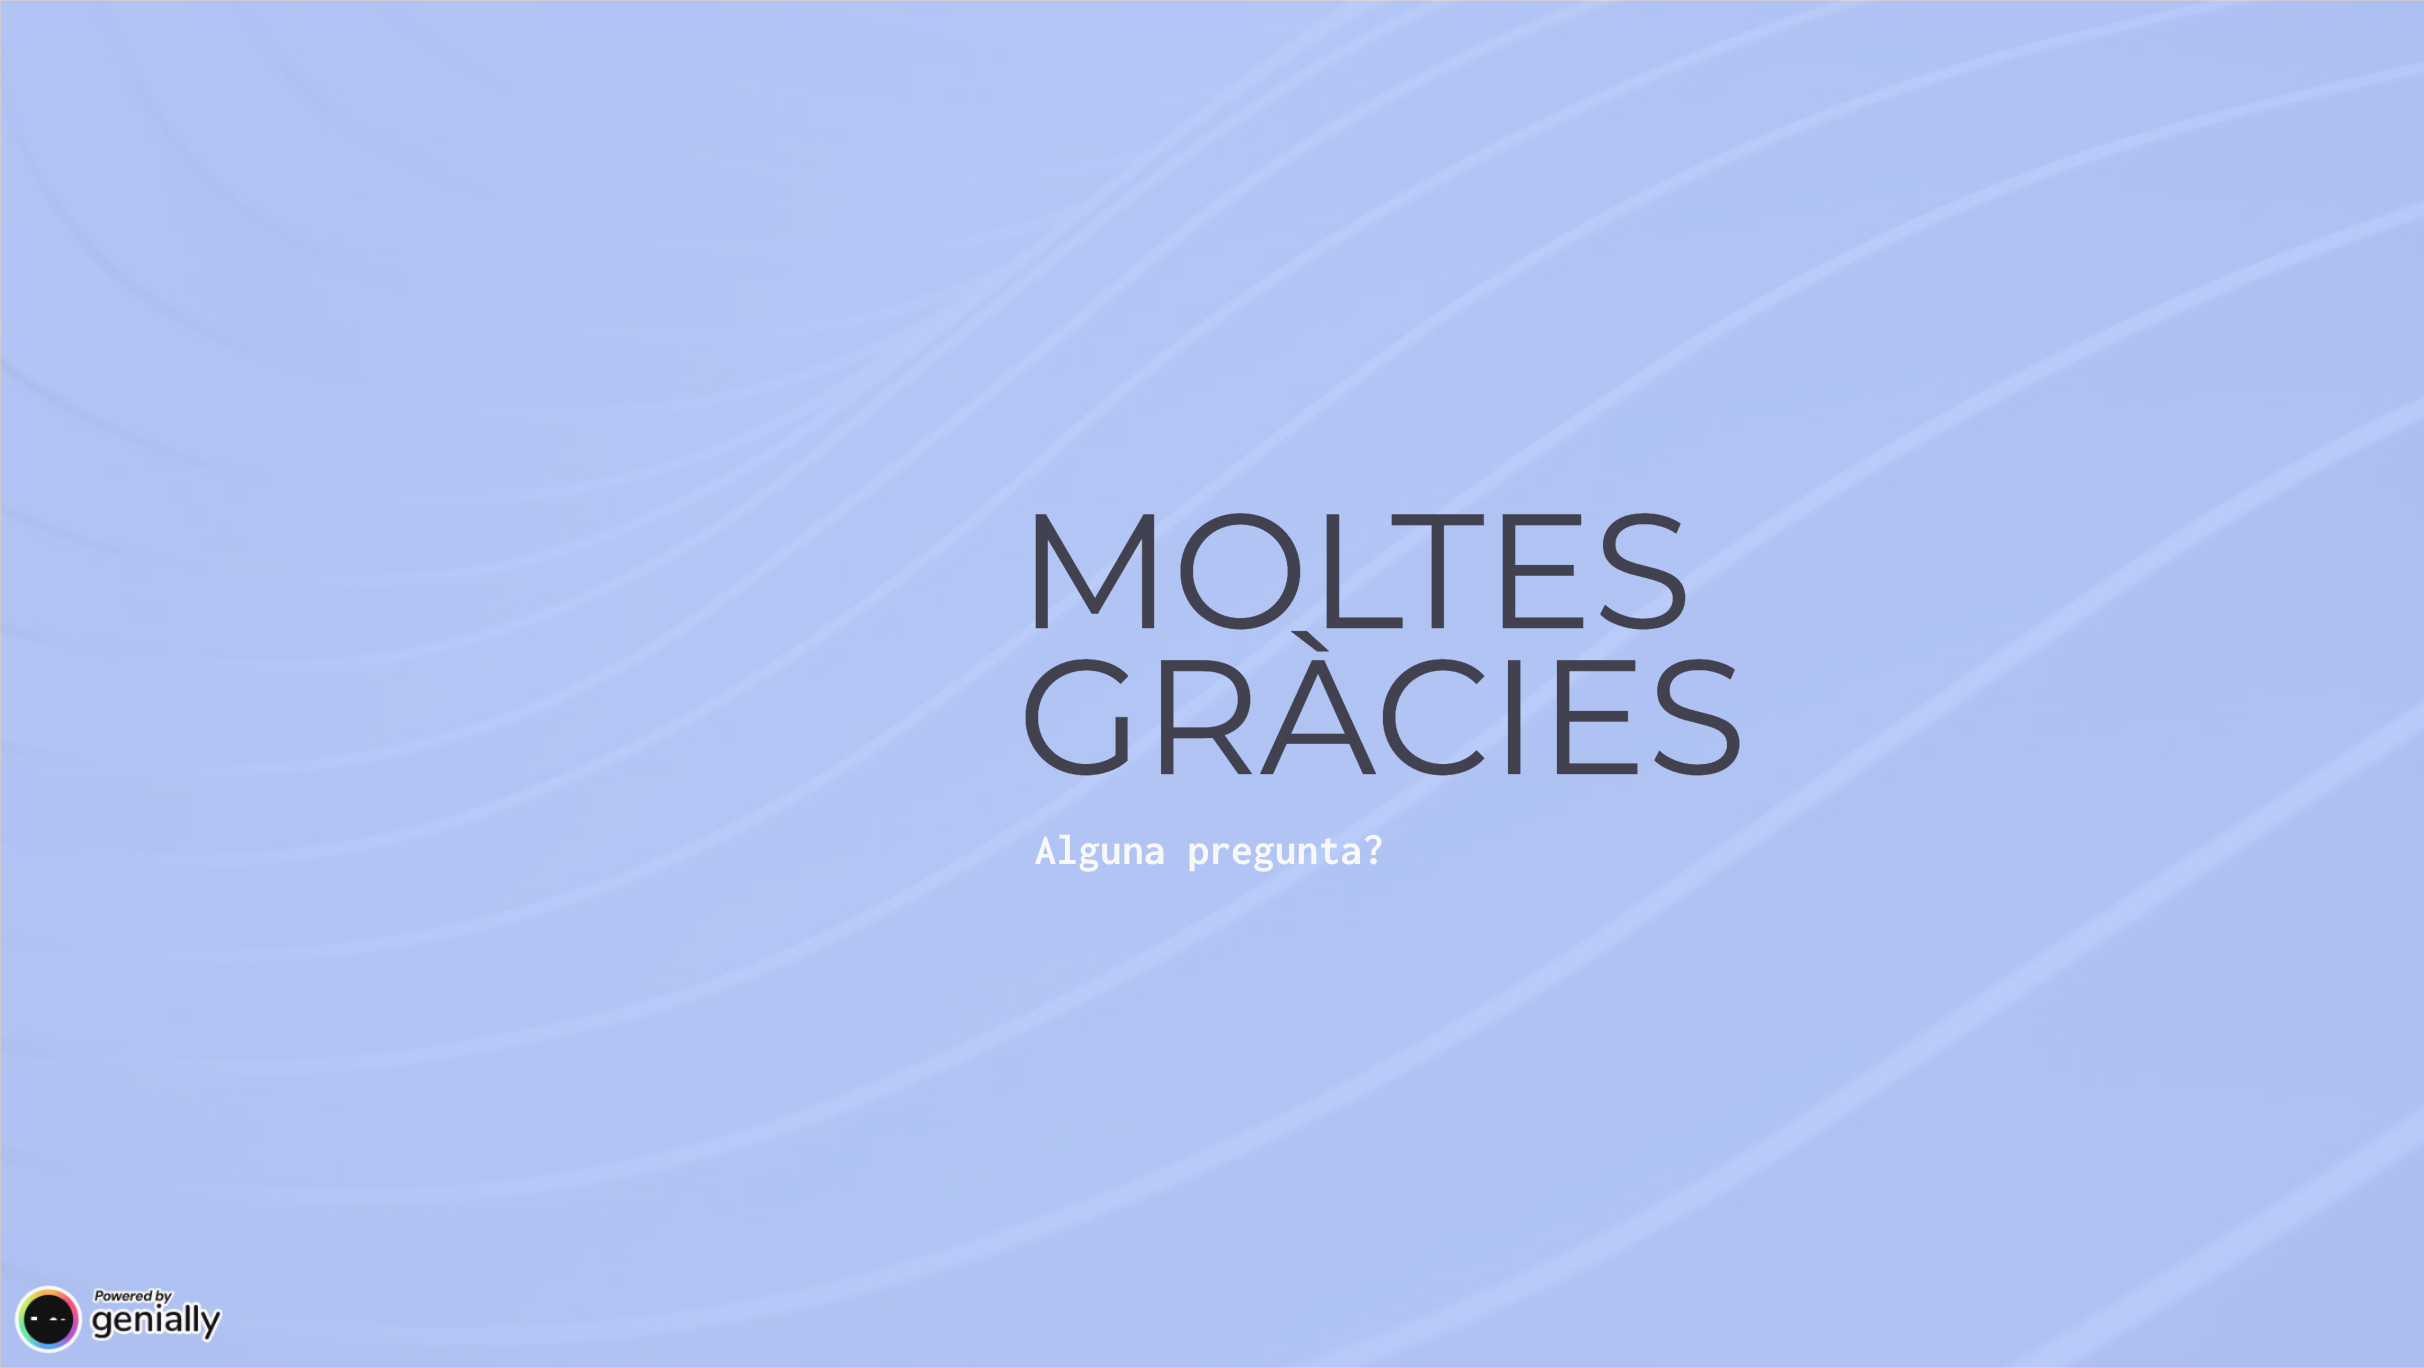 MOLTES
GRÀCIES
Alguna pregunta?
Powered by
genially